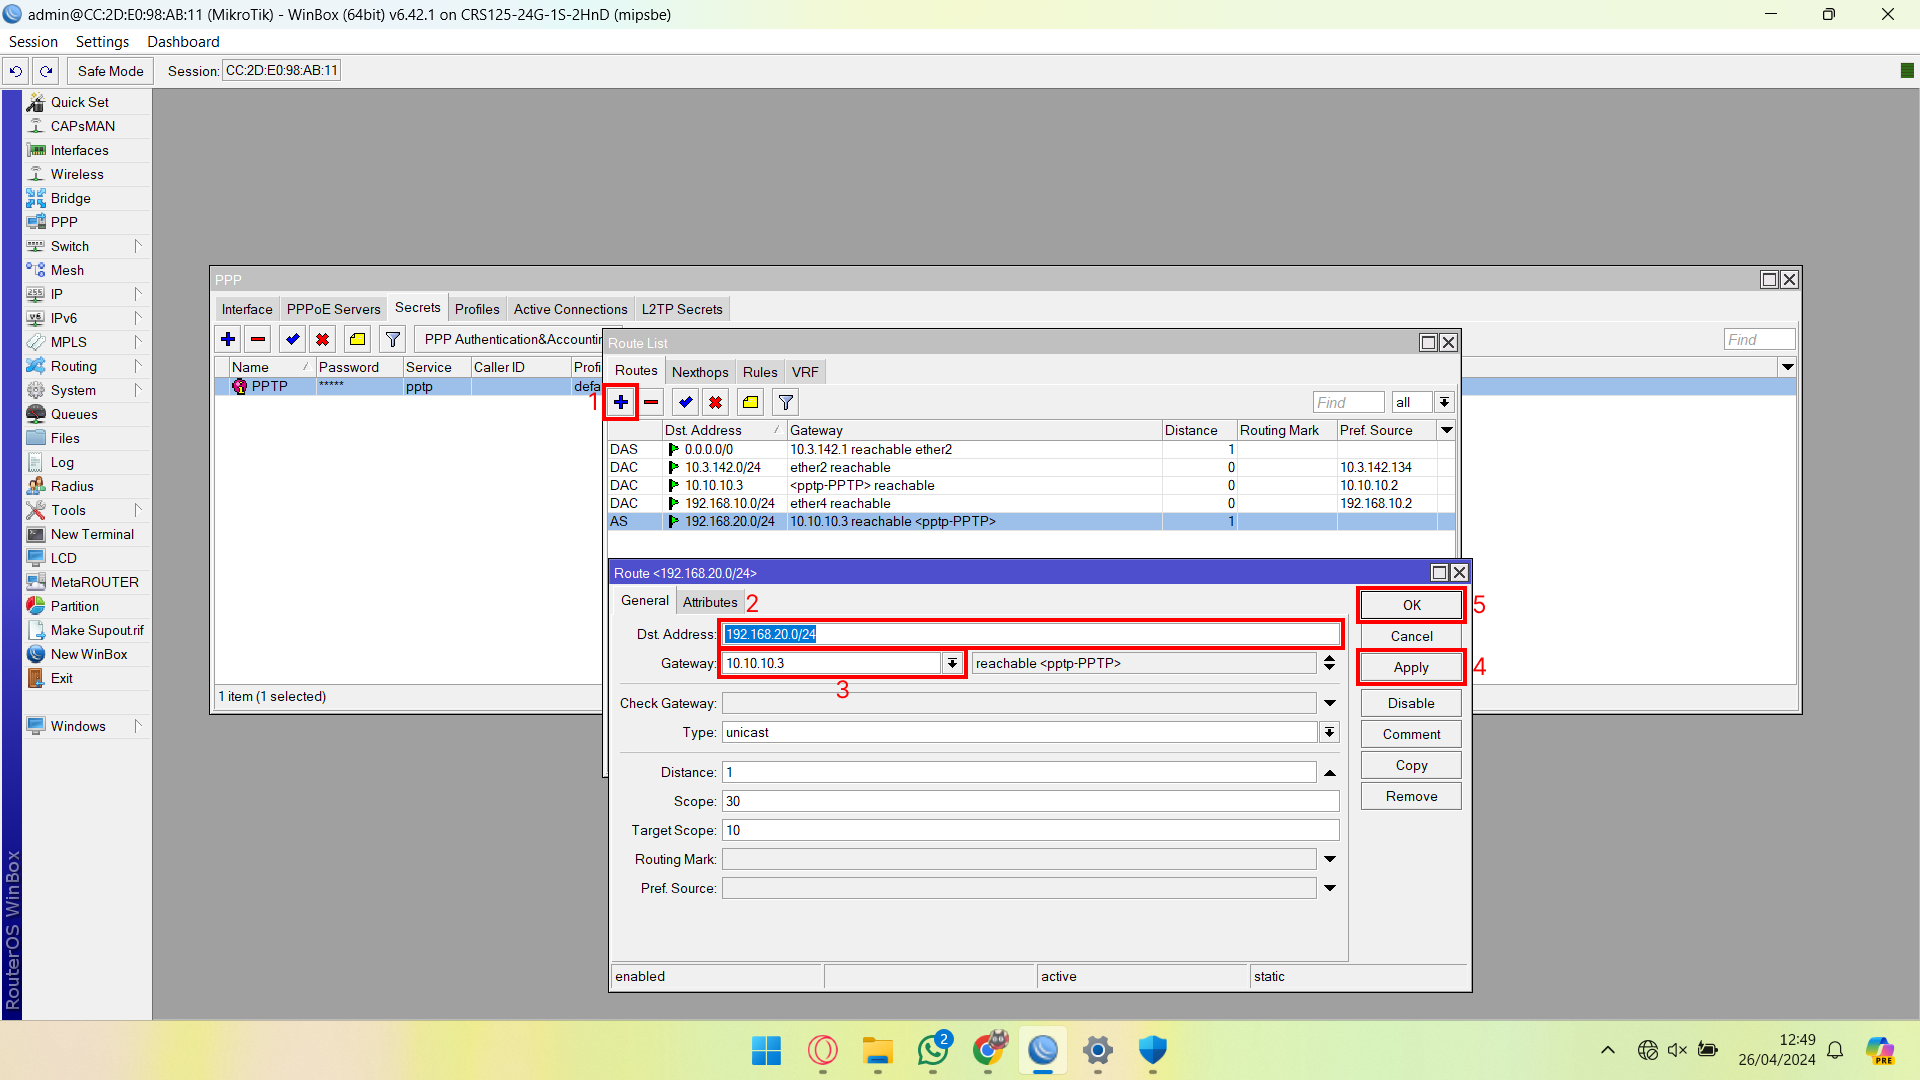 admin@CC:2D:E0:98:AB:11 (MikroTik) - WinBox (64bit) v6.42.1 on CRS125-24G-1S-2HnD (mipsbe)
Session Settings Dashboard
Safe Mode Session: CC:2D:E0:98:AB:11
Quick Set
CAPsMAN
Interfaces
Wireless
Bridge
PPP
Switch
Mesh
IP
IPv6
MPLS
Routing
System
Queues
Files
Log
Radius
Tools
New Terminal
LCD
MetaROUTER
Partition
Make Supout.rif
New WinBox
Exit
Windows
RouterOS WinBox
PPP
Interface PPPoE Servers Secrets Profiles Active Connections L2TP Secrets
PPP Authentication&Accountin
Find
Name Password Service Caller ID Profi
PPTP ***** pptp defa
1 item (1 selected)
Route List
Routes Nexthops Rules VRF
1
Find all
Dst. Address Gateway Distance Routing Mark Pref. Source
DAS 0.0.0.0/0 10.3.142.1 reachable ether2 1
DAC 10.3.142.0/24 ether2 reachable 0 10.3.142.134
DAC 10.10.10.3 <pptp-PPTP> reachable 0 10.10.10.2
DAC 192.168.10.0/24 ether4 reachable 0 192.168.10.2
AS 192.168.20.0/24 10.10.10.3 reachable <pptp-PPTP> 1
Route <192.168.20.0/24>
General Attributes 2
Dst. Address: 192.168.20.0/24
Gateway: 10.10.10.3 reachable <pptp-PPTP>
3
Check Gateway:
Type: unicast
Distance: 1
Scope: 30
Target Scope: 10
Routing Mark:
Pref. Source:
OK 5
Cancel
Apply 4
Disable
Comment
Copy
Remove
enabled active static
2
12:49
26/04/2024
PRE